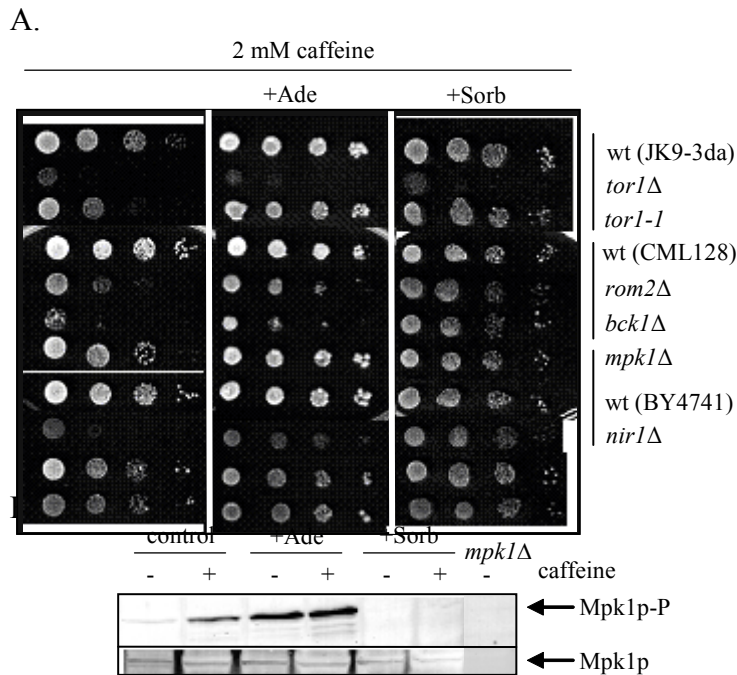 A.
2 mM caffeine
+Ade +Sorb
wt (JK9-3da)
tor1Δ
tor1-1
wt (CML128)
rom2Δ
bck1Δ
mpk1Δ
wt (BY4741)
nir1Δ
control +Ade +Sorb mpk1Δ
- + - + - + - caffeine
Mpk1p-P
Mpk1p